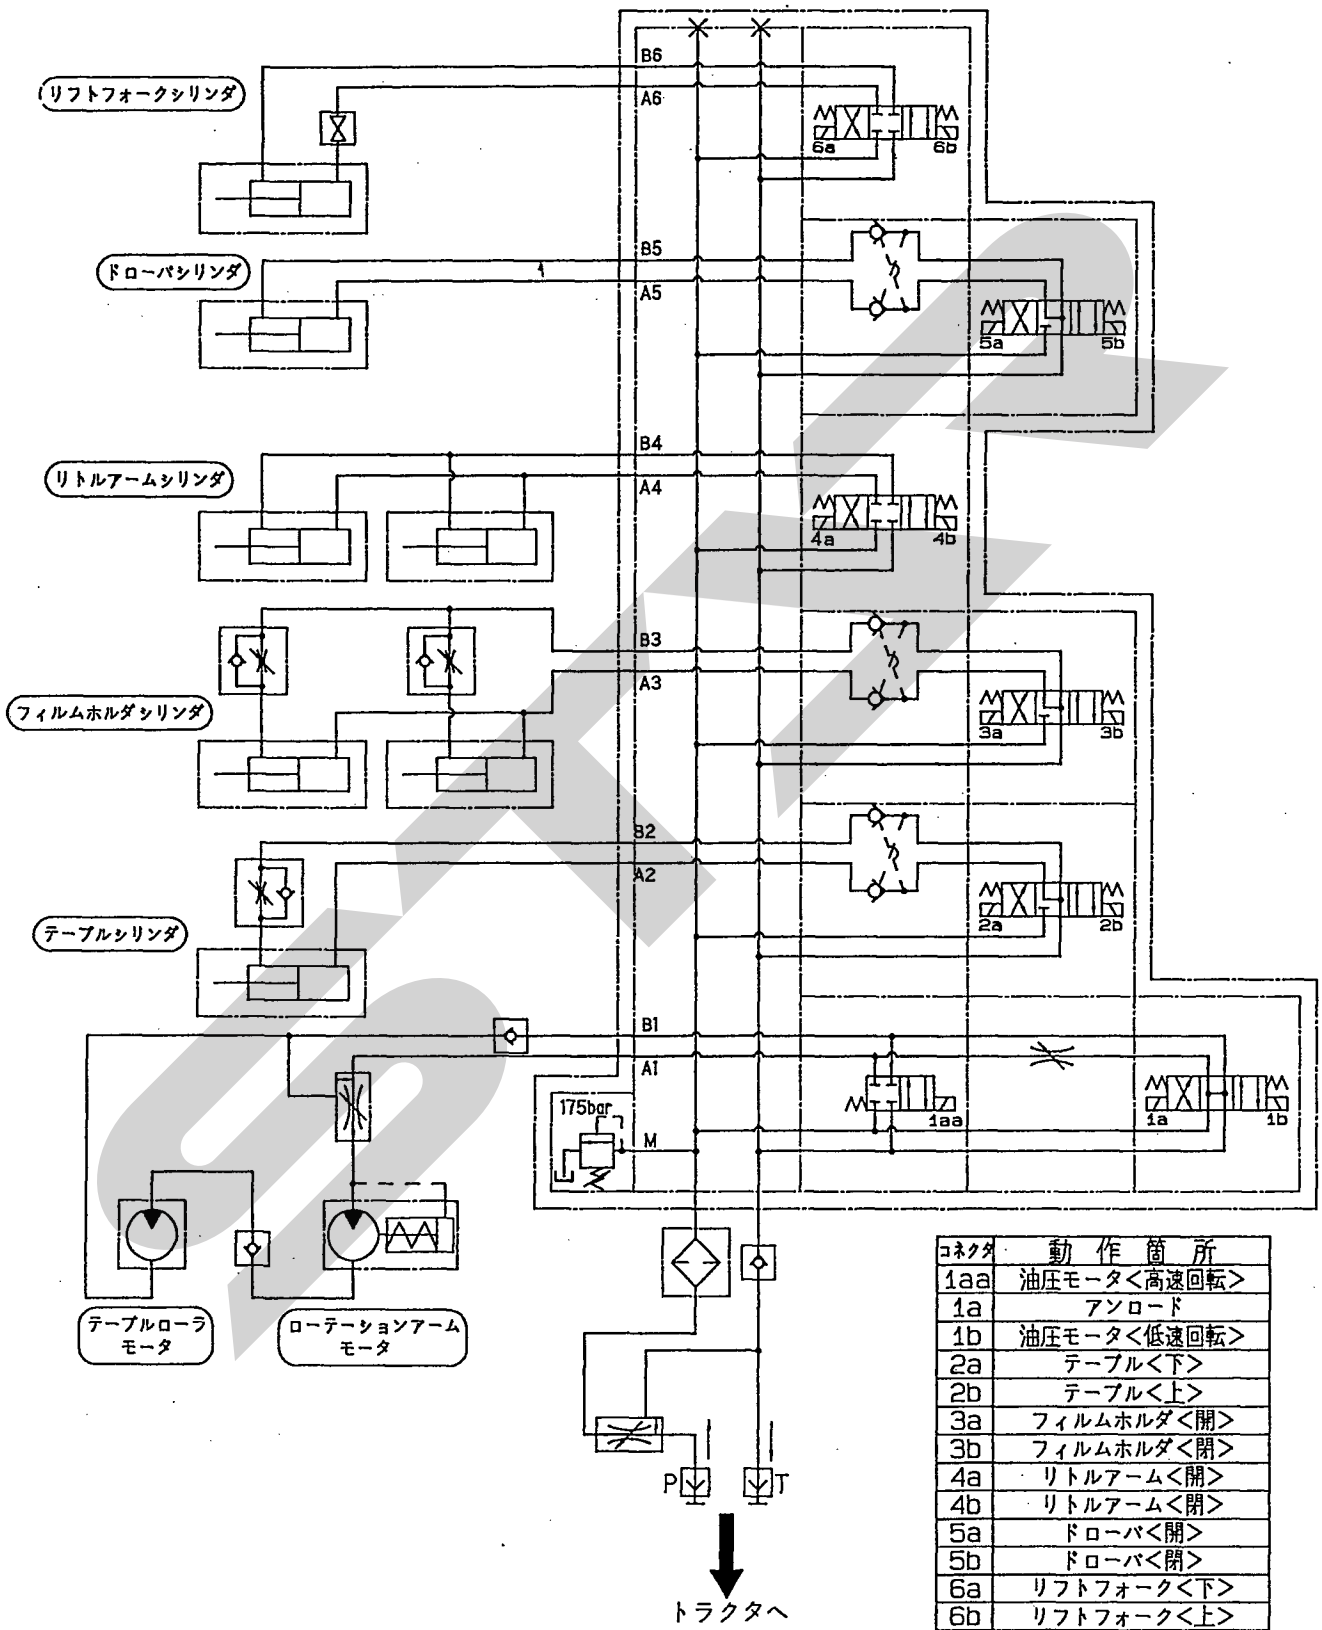 B6
リフトフォークシリンダ
A6
6a
6b
B5
ドローバシリンダ
A5
5a
5b
B4
リトルアームシリンダ
A4
4a
4b
B3
A3
フィルムホルダシリンダ
3a
3b
B2
A2
テーブルシリンダ
2a
2b
B1
A1
175bar
1aa
1a
1b
M
テーブルローラ
モータ
ローテーションアーム
モータ
P
T
トラクタへ
コネクタ 動作箇所
1aa 油圧モータ<高速回転>
1a アンロード
1b 油圧モータ<低速回転>
2a テーブル<下>
2b テーブル<上>
3a フィルムホルダ<開>
3b フィルムホルダ<閉>
4a リトルアーム<開>
4b リトルアーム<閉>
5a ドローバ<開>
5b ドローバ<閉>
6a リフトフォーク<下>
6b リフトフォーク<上>
STAR